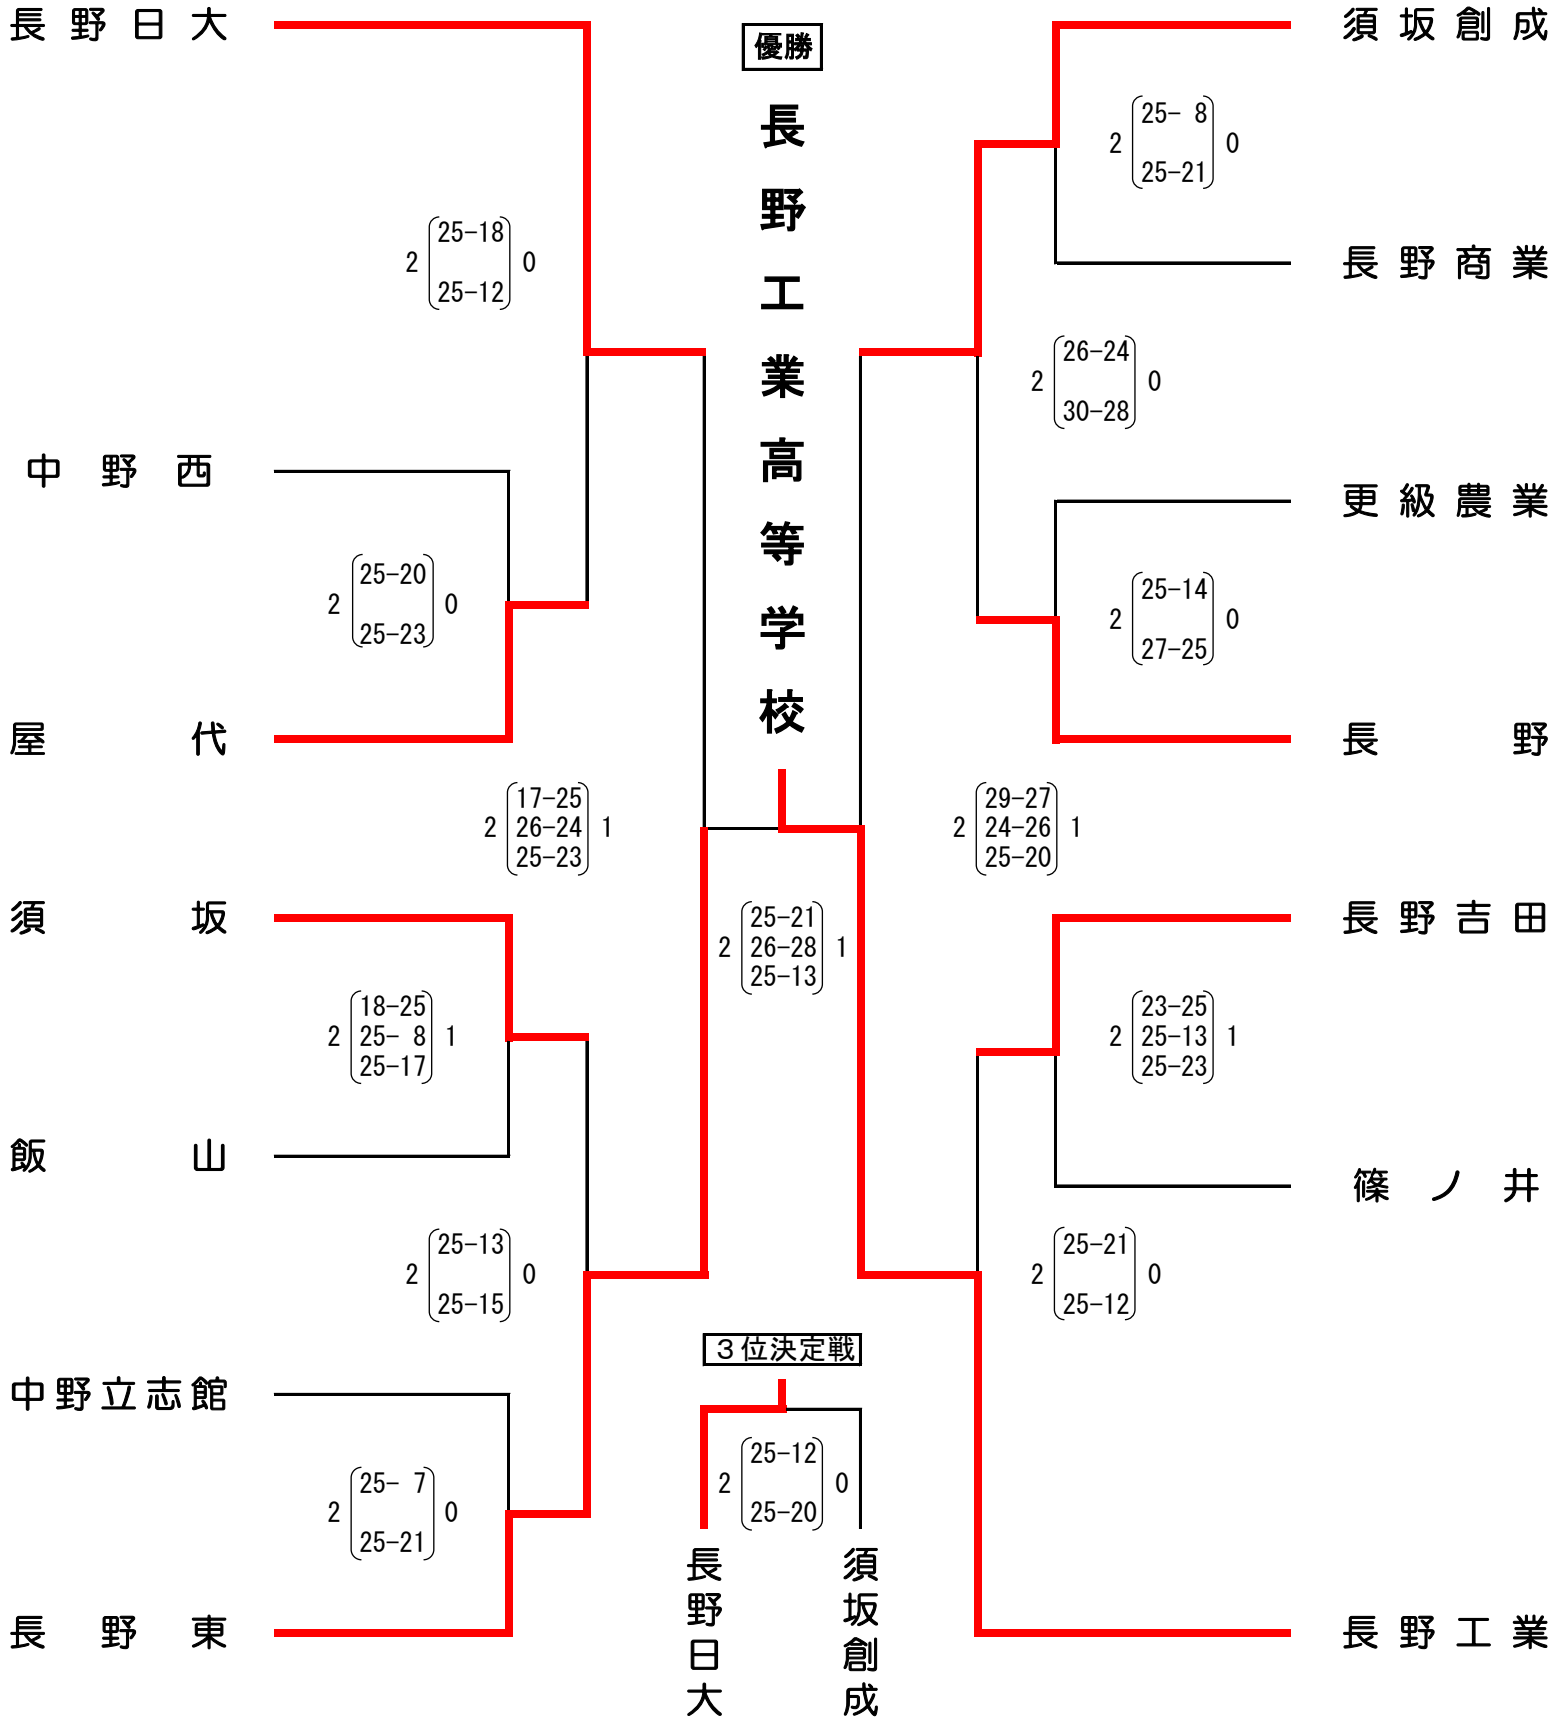 長野日大
2 25-18 0
25-12
中野西
2 25-20 0
25-23
屋代
17-25
2 26-24 1
25-23
須坂
18-25
2 25- 8 1
25-17
飯山
2 25-13 0
25-15
中野立志館
2 25- 7 0
25-21
長野東
優勝
長野工業高等学校
25-21
2 26-28 1
25-13
3位決定戦
2 25-12 0
25-20
長野日大
須坂創成
須坂創成
2 25- 8 0
25-21
長野商業
2 26-24 0
30-28
更級農業
2 25-14 0
27-25
長野
29-27
2 24-26 1
25-20
長野吉田
23-25
2 25-13 1
25-23
篠ノ井
2 25-21 0
25-12
長野工業